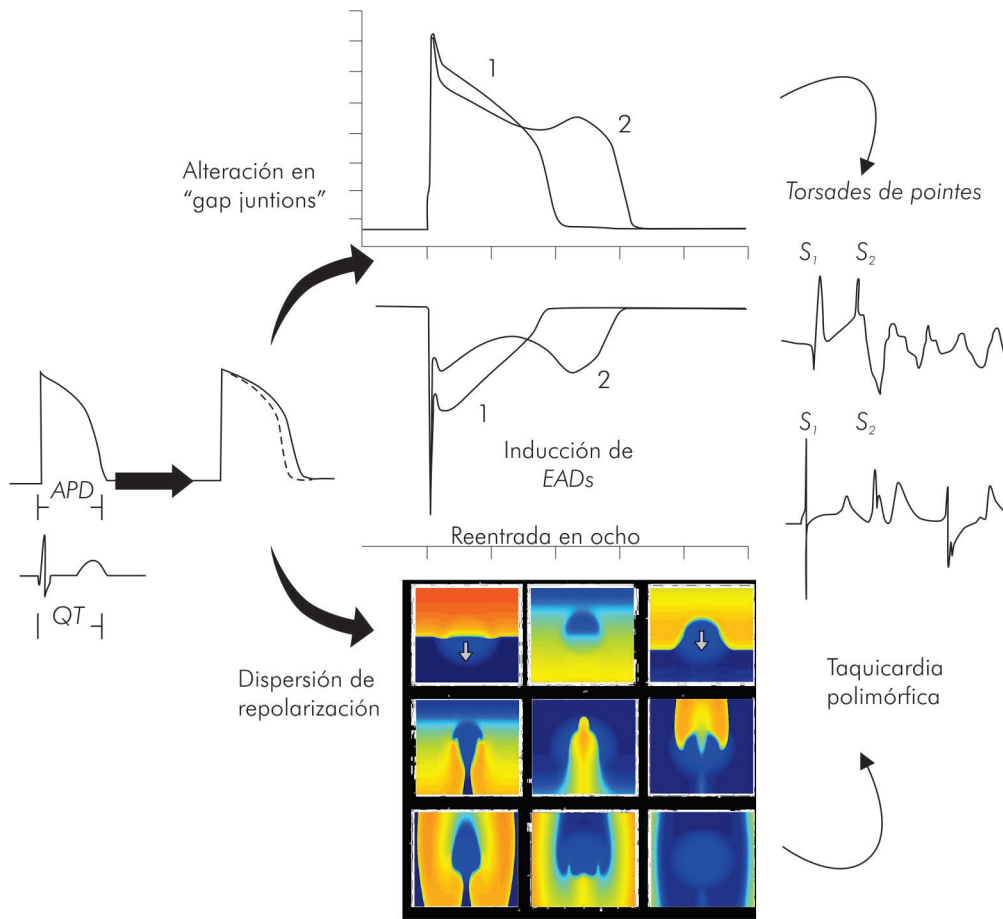 1
2
Alteración en
“gap juntions”
Torsades de pointes
S1 S2
2
1
Inducción de
EADs
S1 S2
APD
QT
Reentrada en ocho
Dispersión de
repolarización
Taquicardia
polimórfica